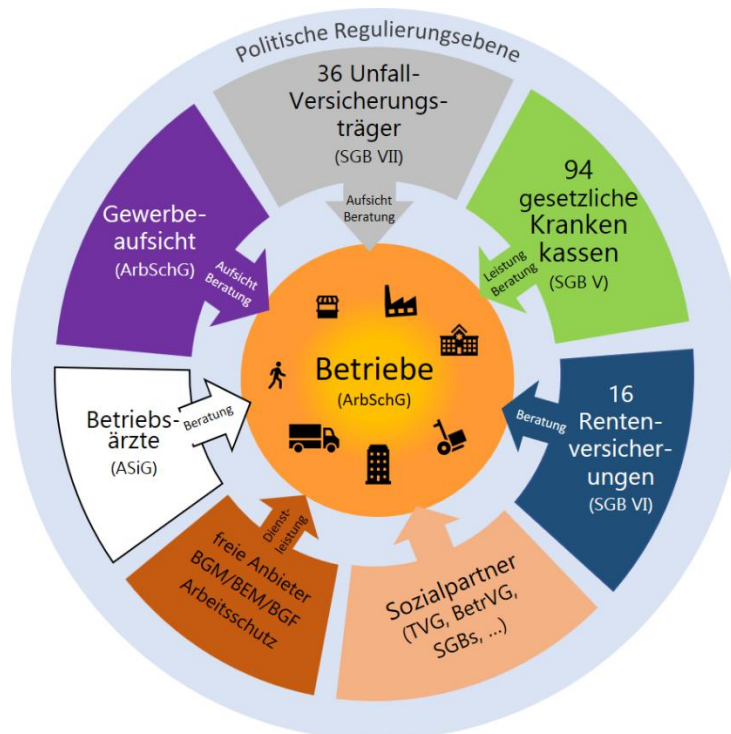 Politische Regulierungsebene
36 Unfall-
Versicherungs-
träger
(SGB VII)
Aufsicht
Beratung
94
gesetzliche
Kranken
kassen
(SGB V)
Leistung
Beratung
16
Renten-
versicher-
ungen
(SGB VI)
Beratung
Sozialpartner
(TVG, BetrVG,
SGBs, ...)
freie Anbieter
BGM/BEM/BGF
Arbeitsschutz
Dienst-
leistung
Betriebs-
ärzte
(ASiG)
Beratung
Gewerbe-
aufsicht
(ArbSchG)
Aufsicht
Beratung
Betriebe
(ArbSchG)